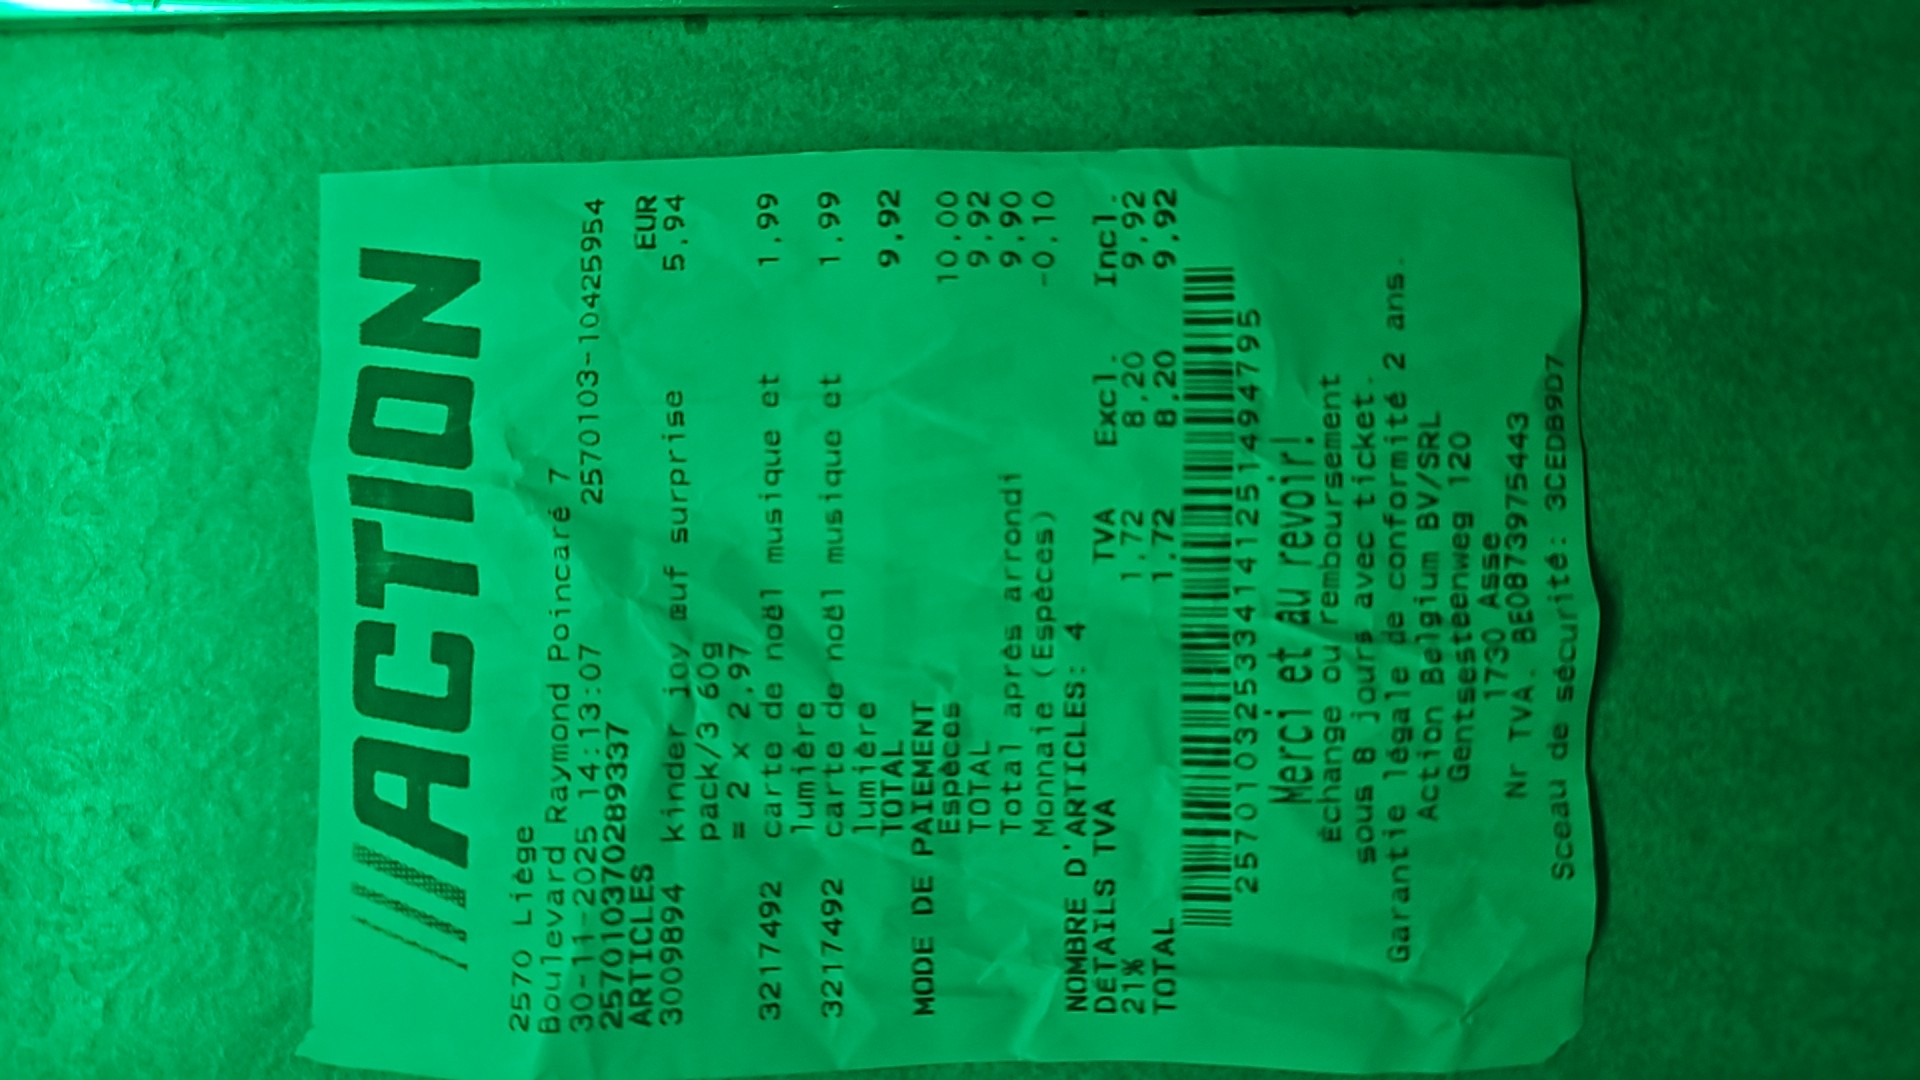 ACTION
2570 Liège
Boulevard Raymond Poincaré 7
30-11-2025 14:13:07 2570103-10425954
2570103702893337
ARTICLES EUR
3009894 kinder joy œuf surprise 5,94
pack/3 60g
= 2 x 2,97
3217492 carte de noël musique et 1,99
lumière
3217492 carte de noël musique et 1,99
lumière
TOTAL 9,92
MODE DE PAIEMENT
Espèces 10,00
TOTAL 9,92
Total après arrondi 9,90
Monnaie (Espèces) -0,10
NOMBRE D'ARTICLES: 4
DÉTAILS TVA TVA Excl. Incl.
21% 1,72 8,20 9,92
TOTAL 1,72 8,20 9,92
2570103253341412514947​95
Merci et au revoir!
Échange ou remboursement
sous 8 jours avec ticket.
Garantie légale de conformité 2 ans.
Action Belgium BV/SRL
Gentsesteenweg 120
1730 Asse
Nr TVA. BE0873975443
Sceau de sécurité: 3CEDB9D7